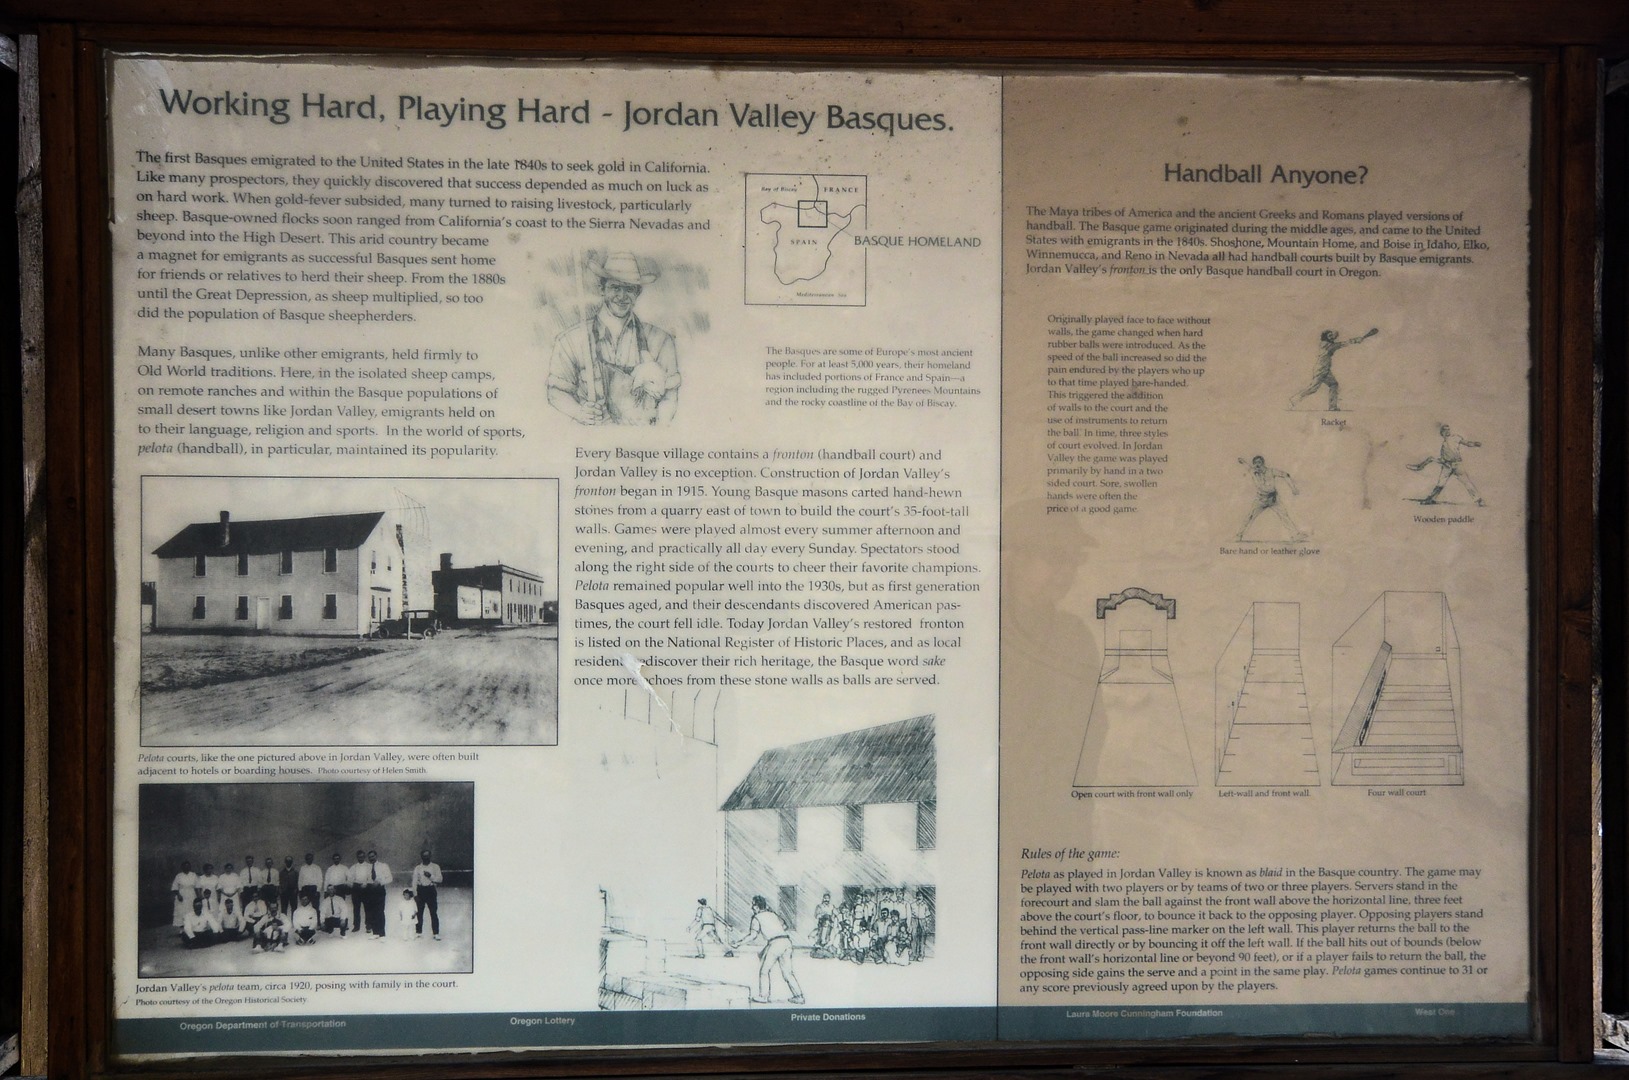 Working Hard, Playing Hard - Jordan Valley Basques.
The first Basques emigrated to the United States in the late 1840s to seek gold in California.
Like many prospectors, they quickly discovered that success depended as much on luck as
on hard work. When gold-fever subsided, many turned to raising livestock, particularly
sheep. Basque-owned flocks soon ranged from California's coast to the Sierra Nevadas and
beyond into the High Desert. This arid country became
a magnet for emigrants as successful Basques sent home
for friends or relatives to herd their sheep. From the 1880s
until the Great Depression, as sheep multiplied, so too
did the population of Basque sheepherders.
Many Basques, unlike other emigrants, held firmly to
Old World traditions. Here, in the isolated sheep camps,
on remote ranches and within the Basque populations of
small desert towns like Jordan Valley, emigrants held on
to their language, religion and sports. In the world of sports,
pelota (handball), in particular, maintained its popularity.
Bay of Biscay
FRANCE
SPAIN
Mediterranean Sea
BASQUE HOMELAND
The Basques are some of Europe's most ancient
people. For at least 5,000 years, their homeland
has included portions of France and Spain—a
region including the rugged Pyrenees Mountains
and the rocky coastline of the Bay of Biscay.
Every Basque village contains a fronton (handball court) and
Jordan Valley is no exception. Construction of Jordan Valley's
fronton began in 1915. Young Basque masons carted hand-hewn
stones from a quarry east of town to build the court's 35-foot-tall
walls. Games were played almost every summer afternoon and
evening, and practically all day every Sunday. Spectators stood
along the right side of the courts to cheer their favorite champions.
Pelota remained popular well into the 1930s, but as first generation
Basques aged, and their descendants discovered American pas-
times, the court fell idle. Today Jordan Valley's restored fronton
is listed on the National Register of Historic Places, and as local
resident ediscover their rich heritage, the Basque word sake
once more echoes from these stone walls as balls are served.
Pelota courts, like the one pictured above in Jordan Valley, were often built
adjacent to hotels or boarding houses. Photo courtesy of Helen Smith.
Jordan Valley's pelota team, circa 1920, posing with family in the court.
Photo courtesy of the Oregon Historical Society
Handball Anyone?
The Maya tribes of America and the ancient Greeks and Romans played versions of
handball. The Basque game originated during the middle ages, and came to the United
States with emigrants in the 1840s. Shoshone, Mountain Home, and Boise in Idaho, Elko,
Winnemucca, and Reno in Nevada all had handball courts built by Basque emigrants.
Jordan Valley's fronton is the only Basque handball court in Oregon.
Originally played face to face without
walls, the game changed when hard
rubber balls were introduced. As the
speed of the ball increased so did the
pain endured by the players who up
to that time played bare-handed.
This triggered the addition
of walls to the court and the
use of instruments to return
the ball. In time, three styles
of court evolved. In Jordan
Valley the game was played
primarily by hand in a two
sided court. Sore, swollen
hands were often the
price of a good game.
Racket
Wooden paddle
Bare hand or leather glove
Open court with front wall only
Left-wall and front wall.
Four wall court
Rules of the game:
Pelota as played in Jordan Valley is known as blaid in the Basque country. The game may
be played with two players or by teams of two or three players. Servers stand in the
forecourt and slam the ball against the front wall above the horizontal line, three feet
above the court's floor, to bounce it back to the opposing player. Opposing players stand
behind the vertical pass-line marker on the left wall. This player returns the ball to the
front wall directly or by bouncing it off the left wall. If the ball hits out of bounds (below
the front wall's horizontal line or beyond 90 feet), or if a player fails to return the ball, the
opposing side gains the serve and a point in the same play. Pelota games continue to 31 or
any score previously agreed upon by the players.
Oregon Department of Transportation
Oregon Lottery
Private Donations
Laura Moore Cunningham Foundation
West One